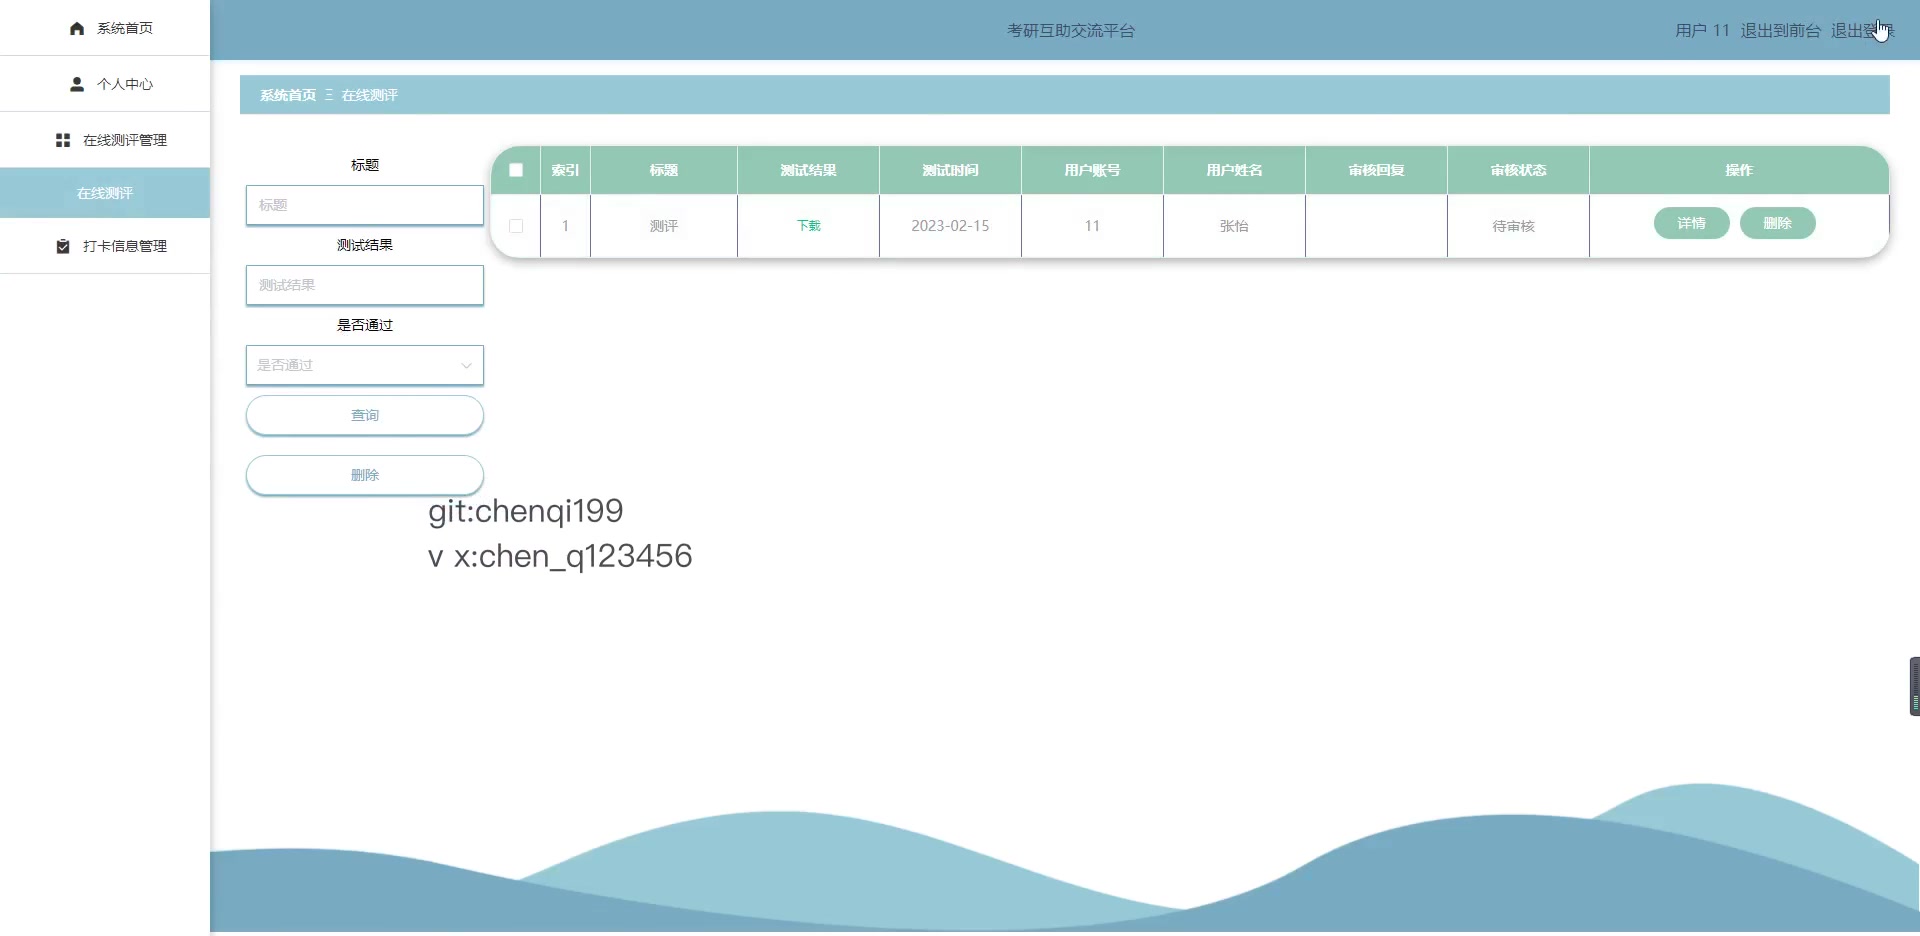 系统首页
个人中心
在线测评管理
在线测评
打卡信息管理
考研互助交流平台
用户 11 退出到前台 退出登录
系统首页 Ξ 在线测评
标题
标题
测试结果
测试结果
是否通过
是否通过
查询
删除
索引 标题 测试结果 测试时间 用户账号 用户姓名 审核回复 审核状态 操作
1 测评 下载 2023-02-15 11 张怡 待审核 详情 删除
git:chenqi199
v x:chen_q123456